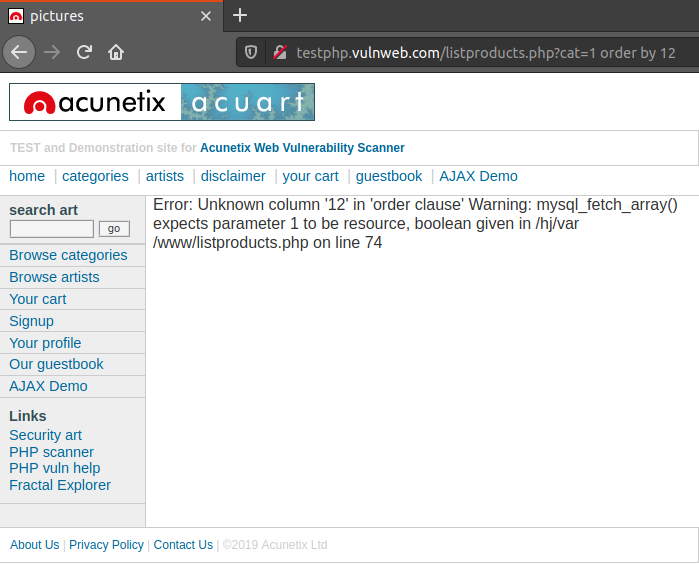 pictures
testphp.vulnweb.com/listproducts.php?cat=1 order by 12
acunetix acuart
TEST and Demonstration site for Acunetix Web Vulnerability Scanner
home | categories | artists | disclaimer | your cart | guestbook | AJAX Demo
search art
go
Browse categories
Browse artists
Your cart
Signup
Your profile
Our guestbook
AJAX Demo
Links
Security art
PHP scanner
PHP vuln help
Fractal Explorer
Error: Unknown column '12' in 'order clause' Warning: mysql_fetch_array()
expects parameter 1 to be resource, boolean given in /hj/var
/www/listproducts.php on line 74
About Us | Privacy Policy | Contact Us | ©2019 Acunetix Ltd